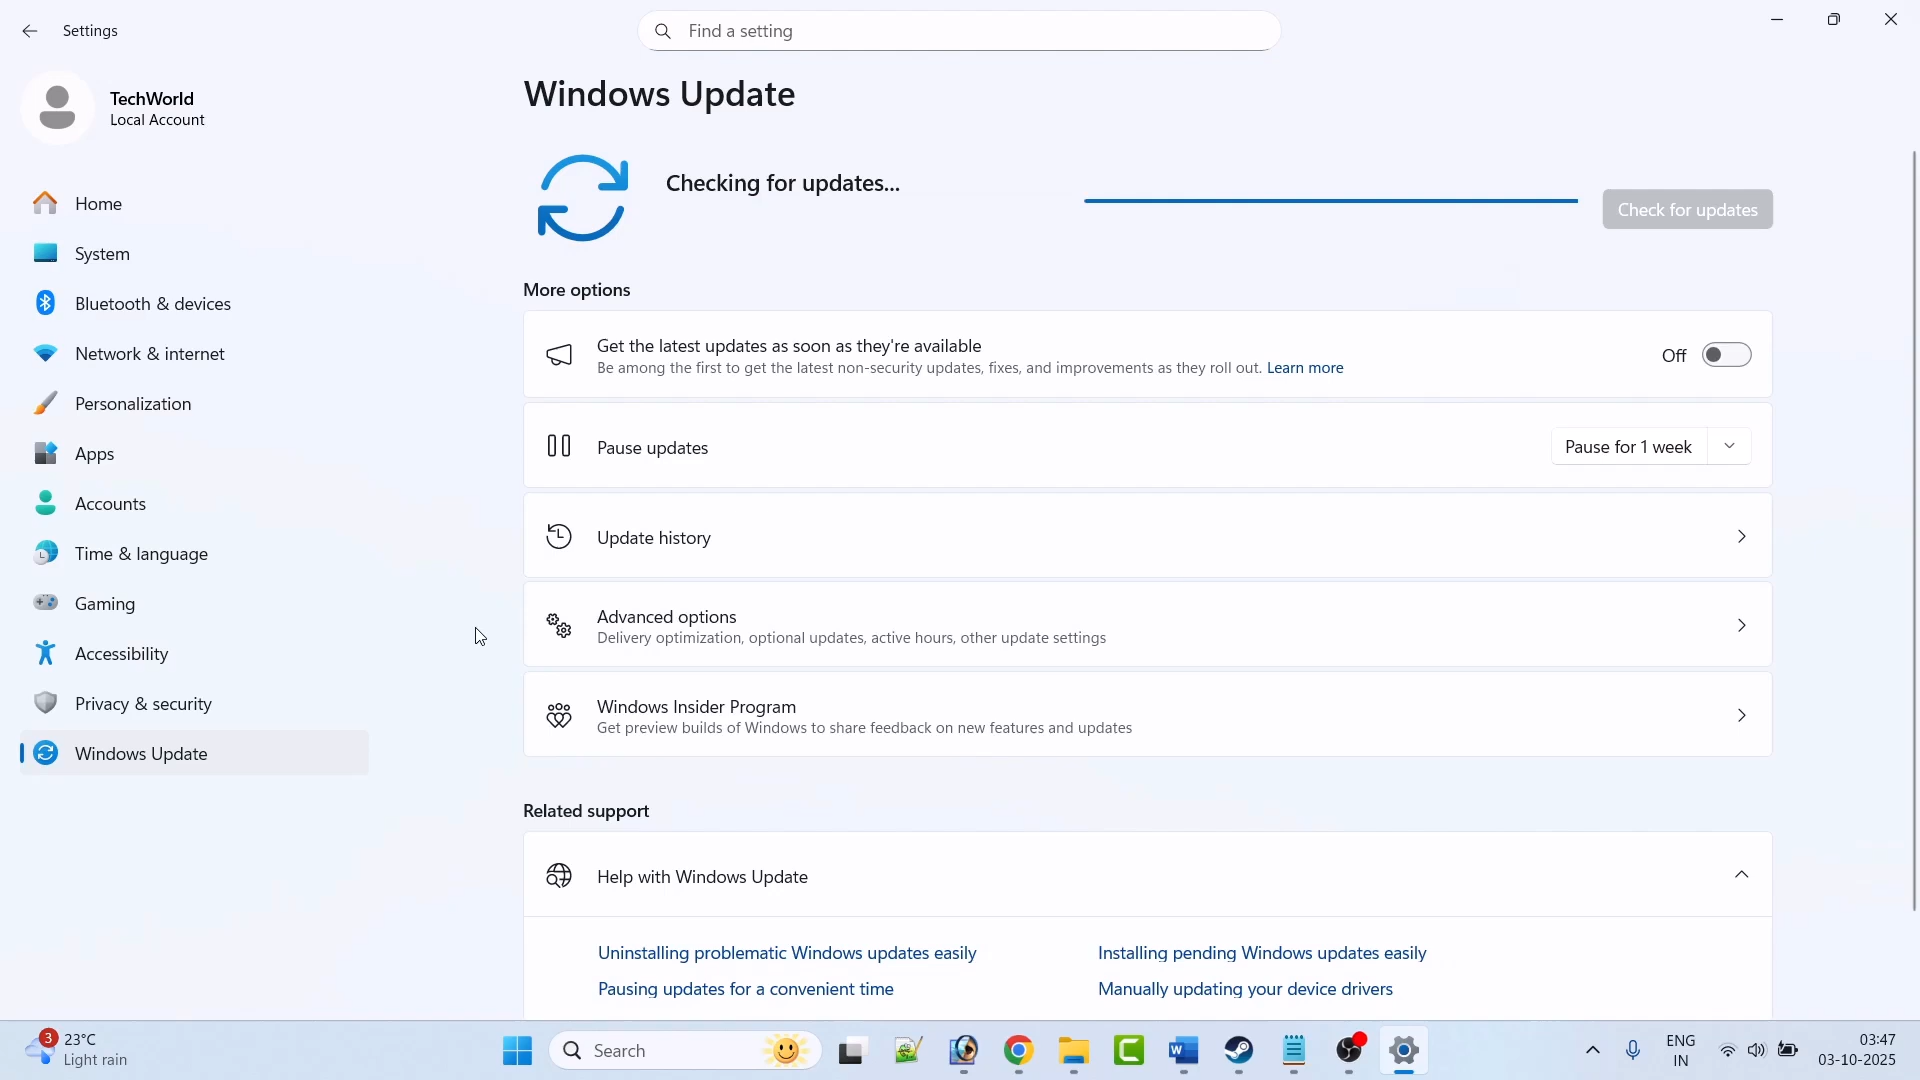 Settings
Find a setting
TechWorld
Local Account
Home
System
Bluetooth & devices
Network & internet
Personalization
Apps
Accounts
Time & language
Gaming
Accessibility
Privacy & security
Windows Update
Windows Update
Checking for updates...
Check for updates
More options
Get the latest updates as soon as they're available
Be among the first to get the latest non-security updates, fixes, and improvements as they roll out. Learn more
Off
Pause updates
Pause for 1 week
Update history
Advanced options
Delivery optimization, optional updates, active hours, other update settings
Windows Insider Program
Get preview builds of Windows to share feedback on new features and updates
Related support
Help with Windows Update
Uninstalling problematic Windows updates easily
Installing pending Windows updates easily
Pausing updates for a convenient time
Manually updating your device drivers
3
23°C
Light rain
Search
ENG
IN
03:47
03-10-2025